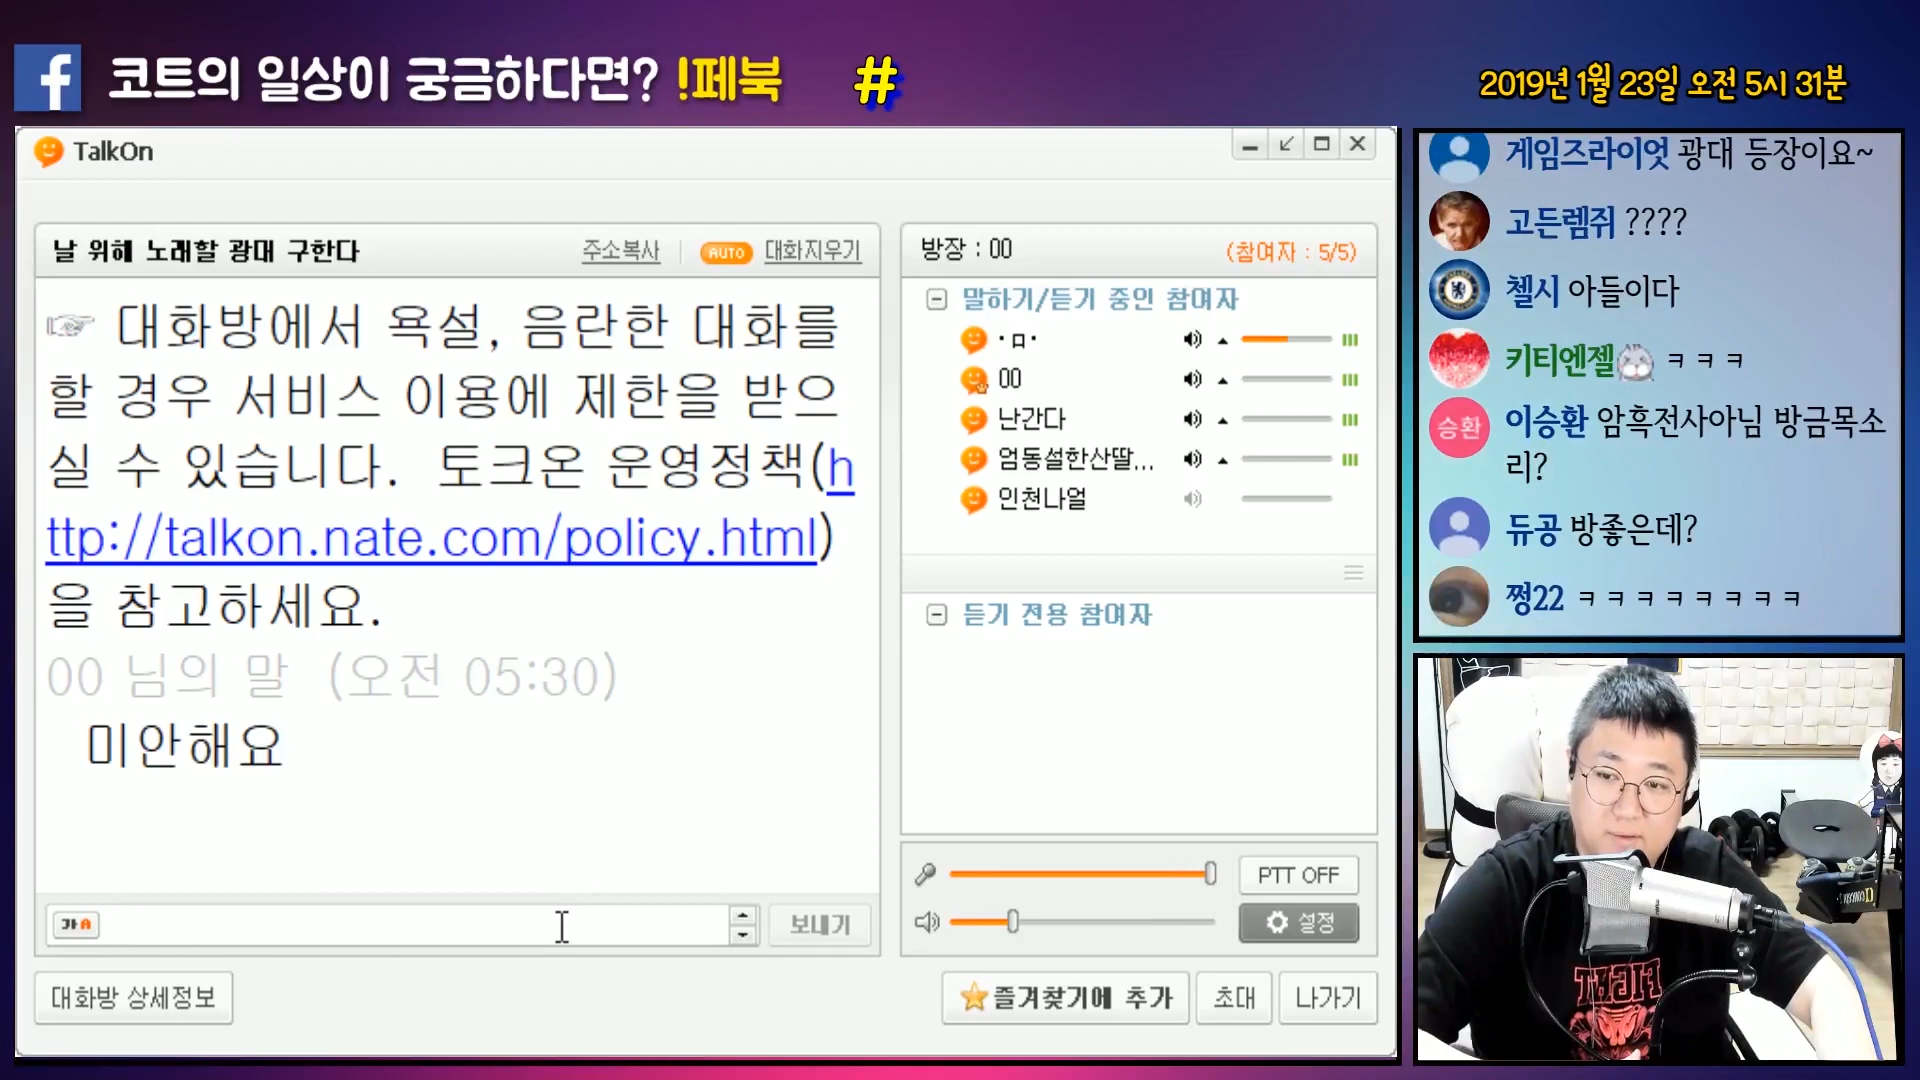 코트의 일상이 궁금하다면? !페북 #
2019년 1월 23일 오전 5시 31분
TalkOn
날 위해 노래할 광대 구한다
주소복사 AUTO 대화지우기
☞ 대화방에서 욕설, 음란한 대화를
할 경우 서비스 이용에 제한을 받으
실 수 있습니다. 토크온 운영정책(h
ttp://talkon.nate.com/policy.html)
을 참고하세요.
00 님의 말 (오전 05:30)
미안해요
가A
보내기
대화방 상세정보
방장 : 00 (참여자 : 5/5)
말하기/듣기 중인 참여자
·ㅁ·
00
난간다
엄동설한산딸...
인천나얼
듣기 전용 참여자
PTT OFF
설정
즐겨찾기에 추가
초대
나가기
게임즈라이엇 광대 등장이요~
고든렘쥐 ????
첼시 아들이다
키티엔젤 ㅋㅋㅋ
승환
이승환 암흑전사아님 방금목소
리?
듀공 방좋은데?
쩡22 ㅋㅋㅋㅋㅋㅋㅋㅋ